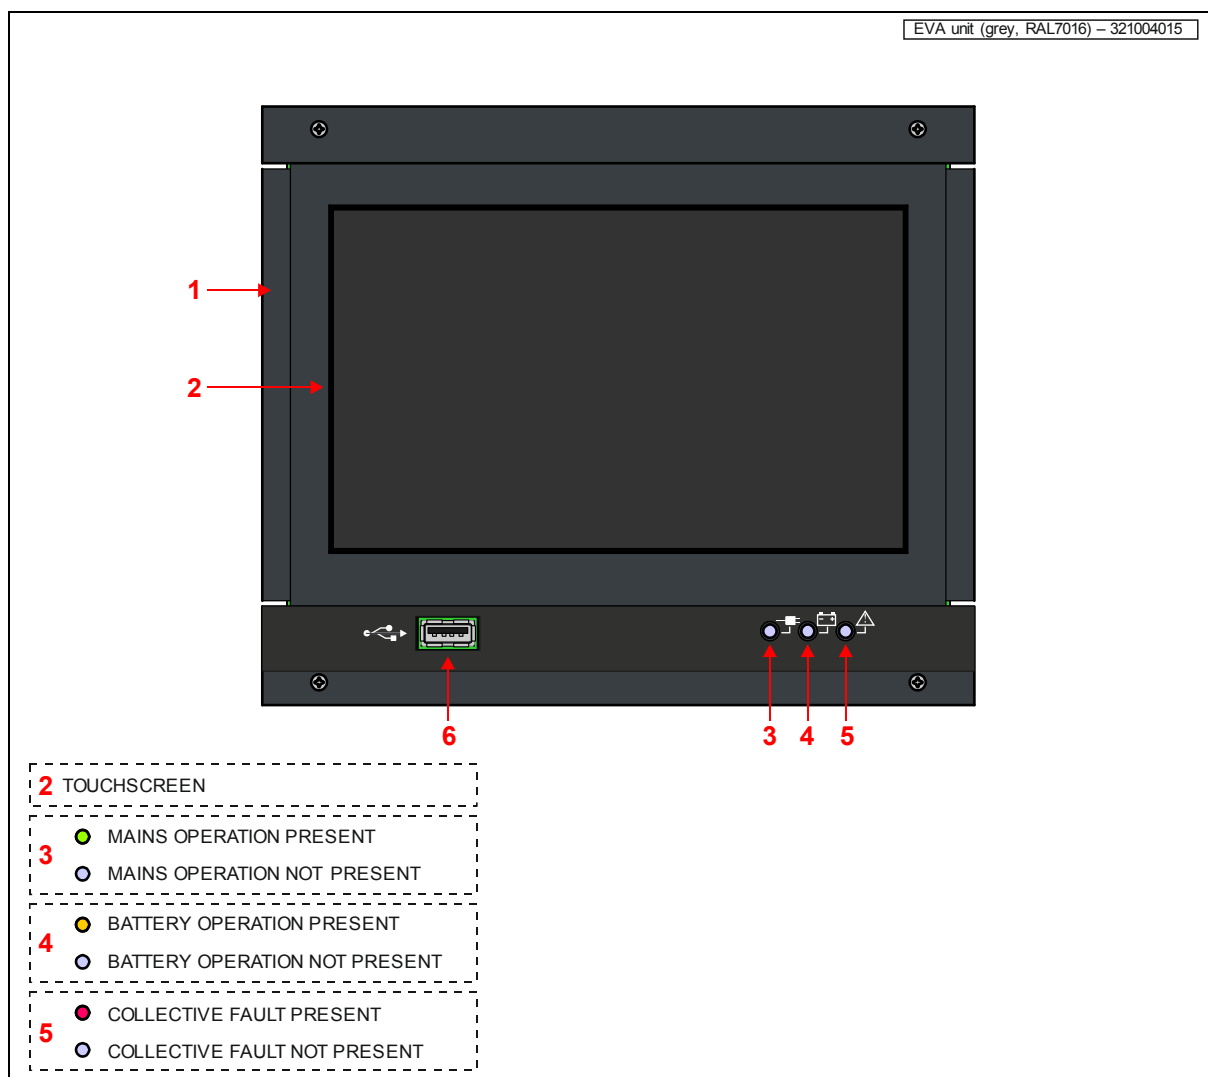 EVA unit (grey, RAL7016) – 321004015
1
2
6
3 4 5
2 TOUCHSCREEN
3
MAINS OPERATION PRESENT
MAINS OPERATION NOT PRESENT
4
BATTERY OPERATION PRESENT
BATTERY OPERATION NOT PRESENT
5
COLLECTIVE FAULT PRESENT
COLLECTIVE FAULT NOT PRESENT